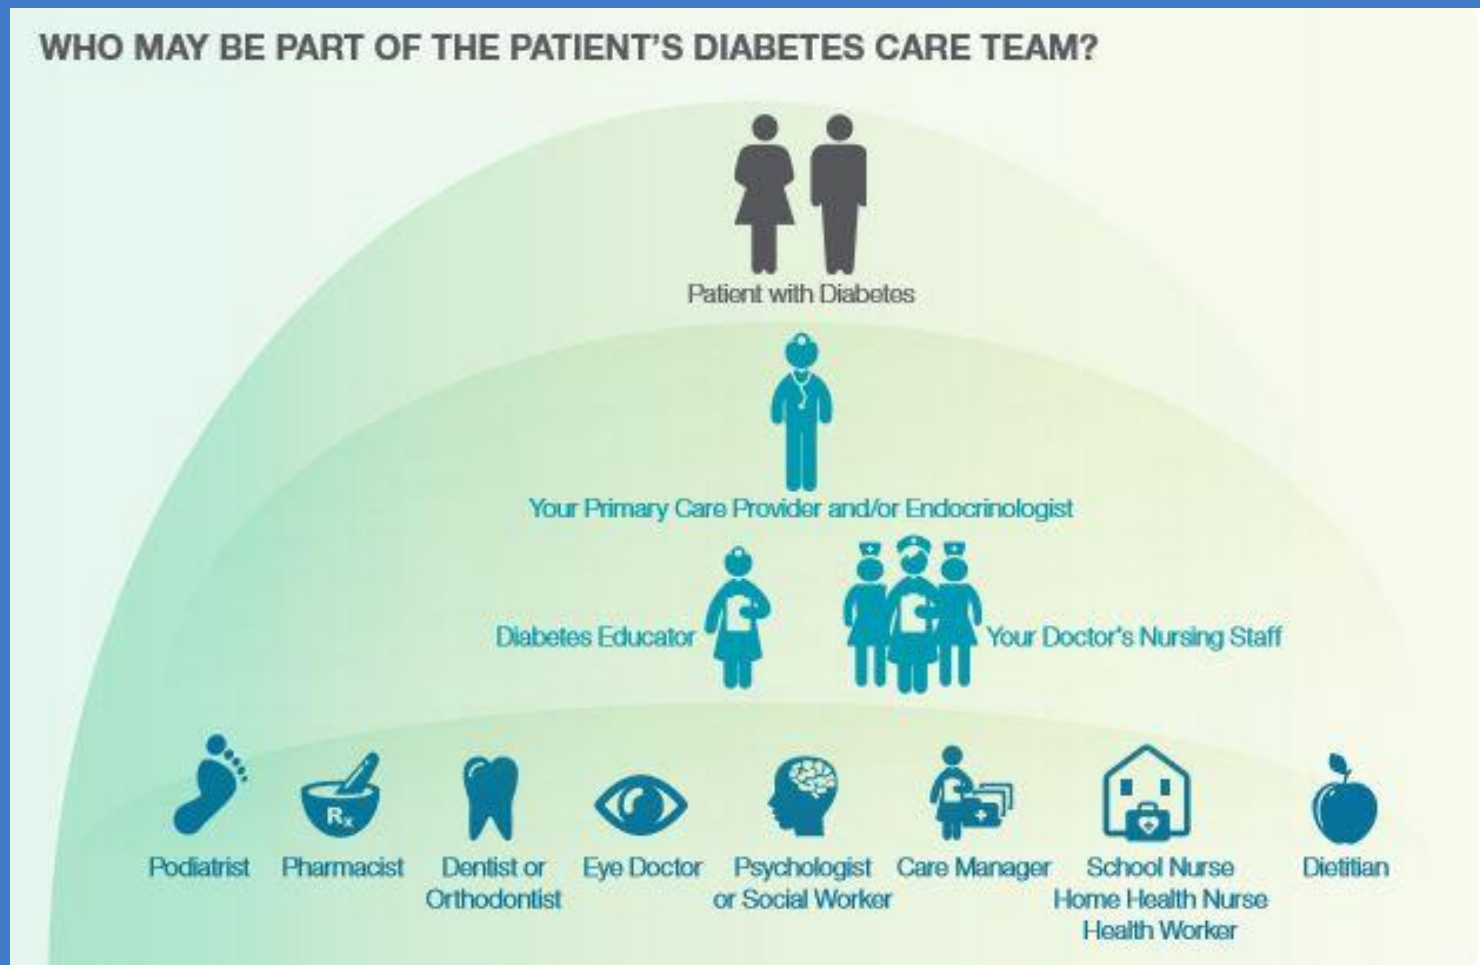 WHO MAY BE PART OF THE PATIENT'S DIABETES CARE TEAM?
Patient with Diabetes
Your Primary Care Provider and/or Endocrinologist
Diabetes Educator
Your Doctor's Nursing Staff
Rx
Podiatrist
Pharmacist
Dentist or
Orthodontist
Eye Doctor
Psychologist
or Social Worker
Care Manager
School Nurse
Home Health Nurse
Health Worker
Dietitian